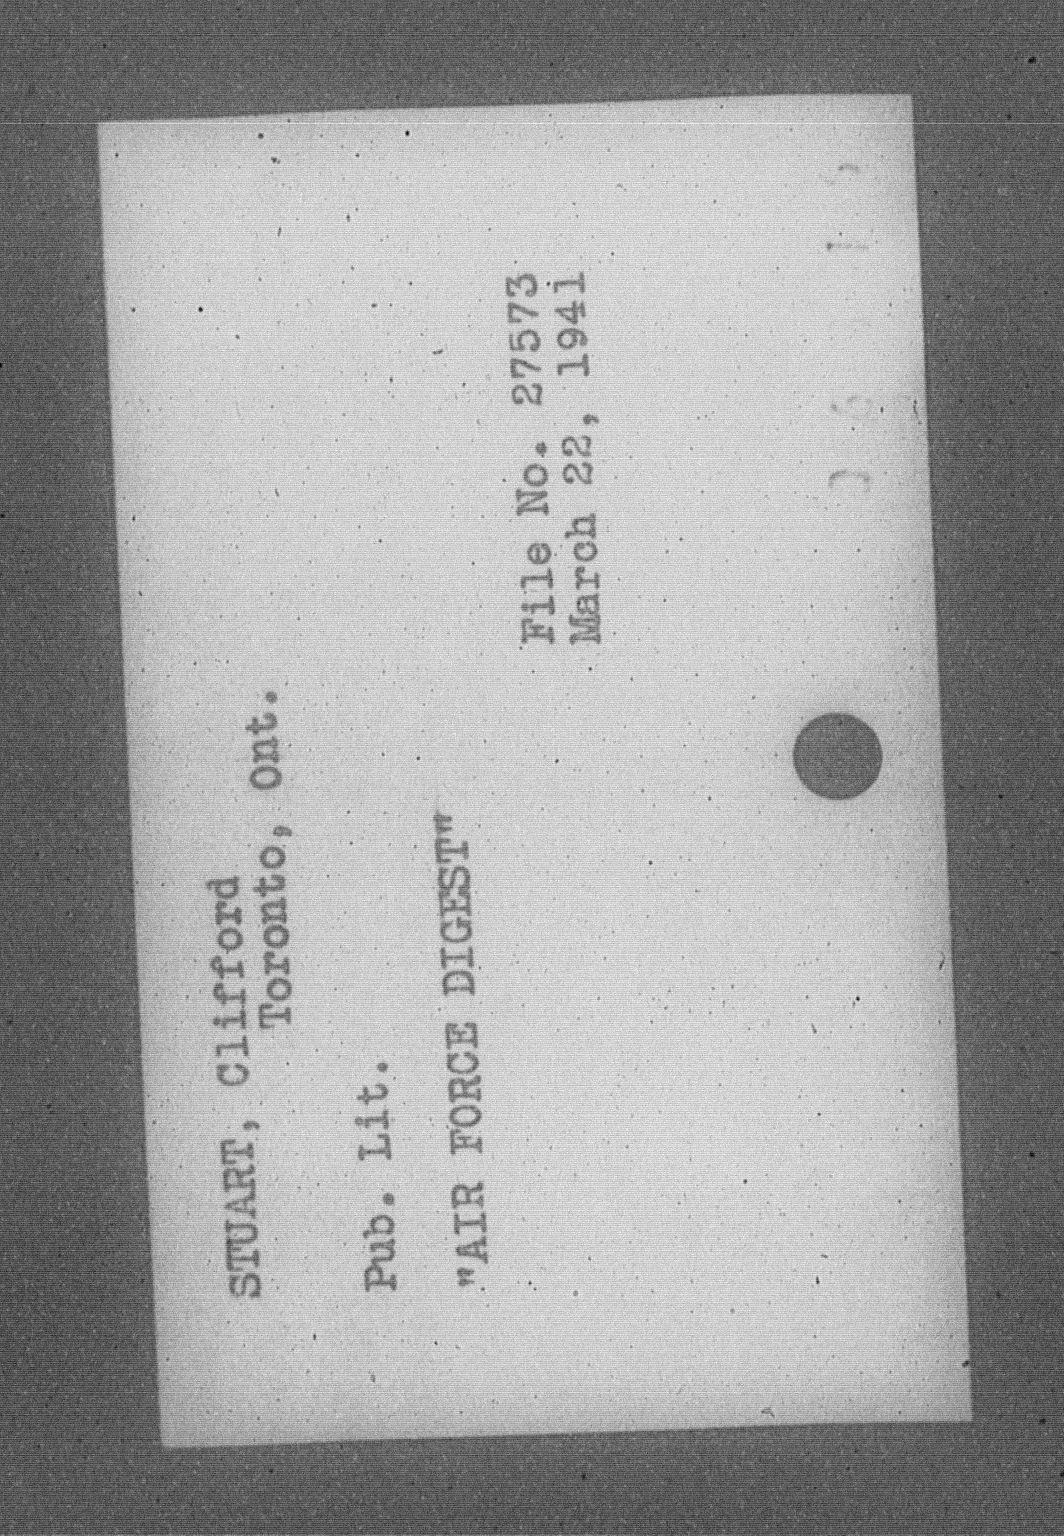 STUART, Clifford
Toronto, Ont.
Pub. Lit.
"AIR FORCE DIGEST"
File No. 27573
March 22, 1941